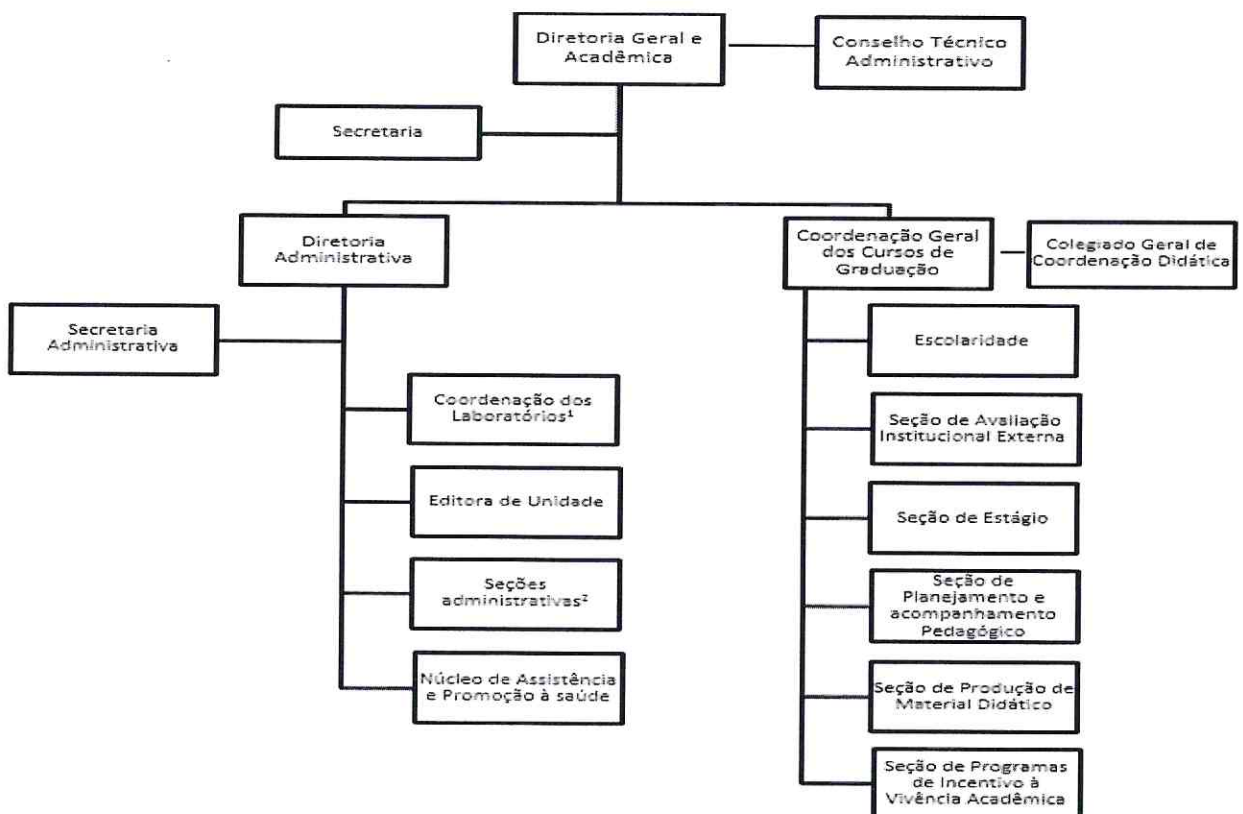 Diretoria Geral e
Acadêmica
Conselho Técnico
Administrativo
Secretaria
Diretoria
Administrativa
Coordenação Geral
dos Cursos de
Graduação
Colegiado Geral de
Coordenação Didática
Secretaria
Administrativa
Coordenação dos
Laboratórios¹
Editora de Unidade
Seções
administrativas²
Núcleo de Assistência
e Promoção à saúde
Escolaridade
Seção de Avaliação
Institucional Externa
Seção de Estágio
Seção de
Planejamento e
acompanhamento
Pedagógico
Seção de Produção de
Material Didático
Seção de Programas
de Incentivo à
Vivência Acadêmica